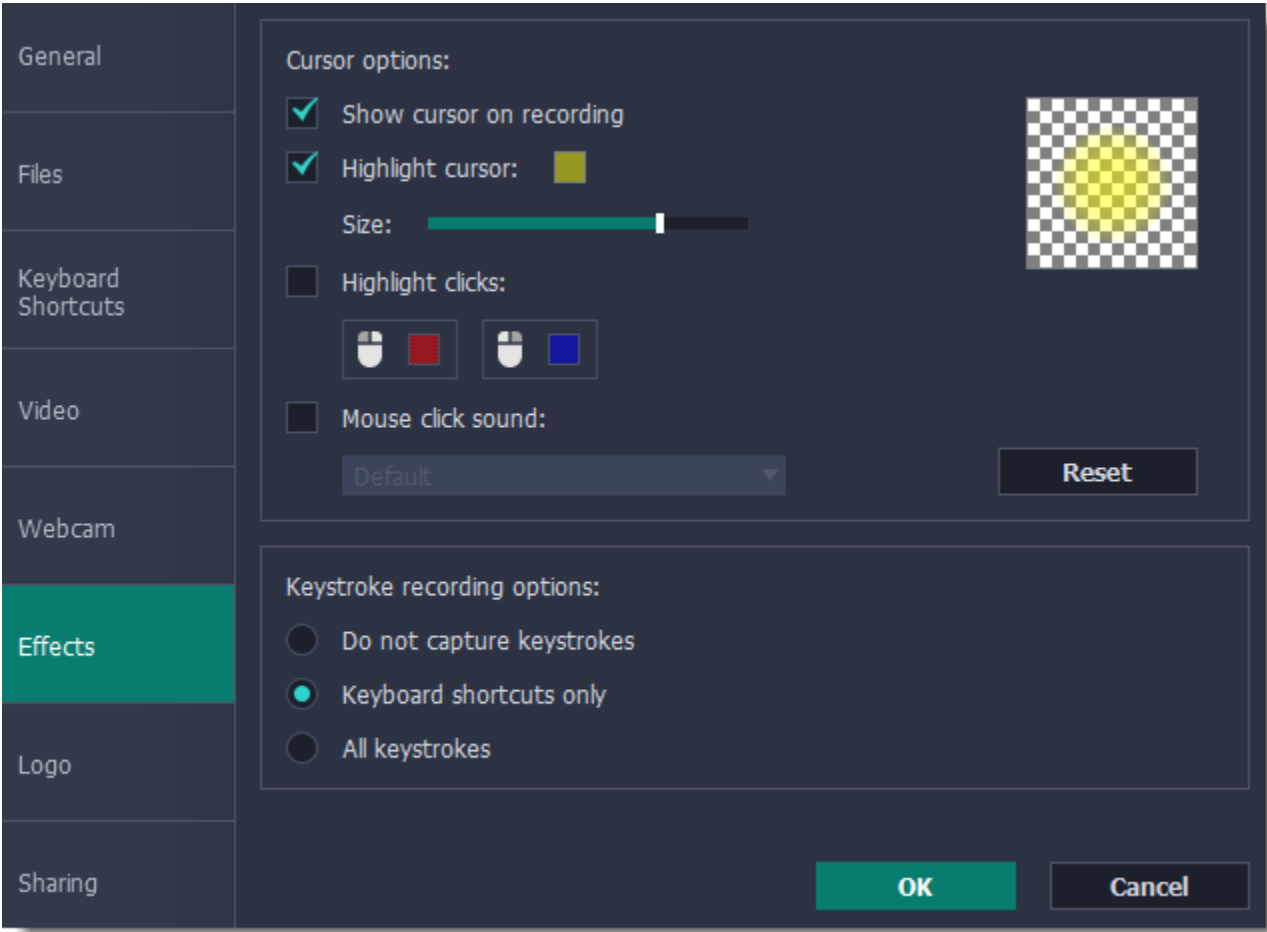 General
Files
Keyboard
Shortcuts
Video
Webcam
Effects
Logo
Sharing
Cursor options:
Show cursor on recording
Highlight cursor:
Size:
Highlight clicks:
Mouse click sound:
Default
Reset
Keystroke recording options:
Do not capture keystrokes
Keyboard shortcuts only
All keystrokes
OK
Cancel